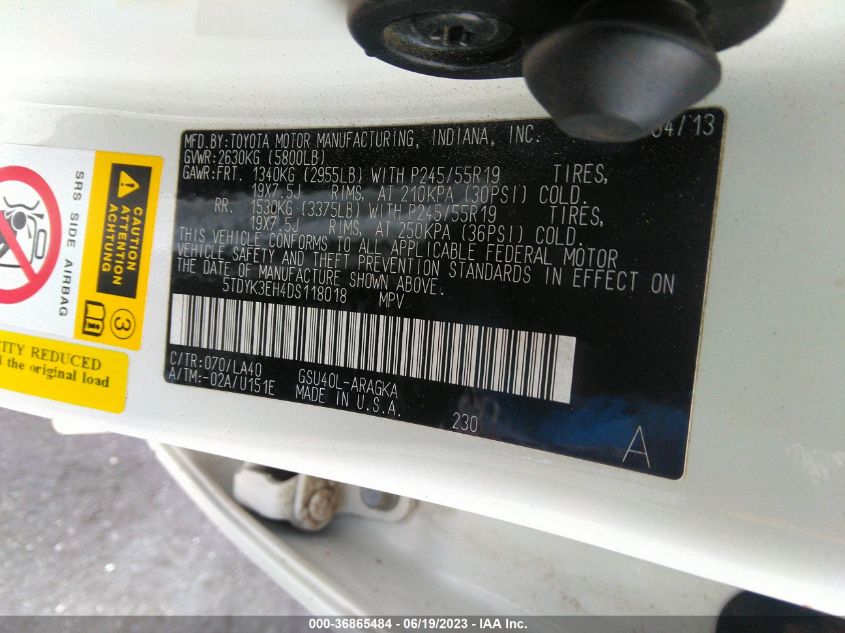 MFD.BY:TOYOTA MOTOR MANUFACTURING, INDIANA, INC. 04/13
GVWR:2630KG (5800LB)
GAWR:FRT. 1340KG (2955LB) WITH P245/55R19 TIRES,
19X7.5J RIMS, AT 210KPA (30PSI) COLD.
RR. 1530KG (3375LB) WITH P245/55R19 TIRES,
19X7.5J RIMS, AT 250KPA (36PSI) COLD.
THIS VEHICLE CONFORMS TO ALL APPLICABLE FEDERAL MOTOR
VEHICLE SAFETY AND THEFT PREVENTION STANDARDS IN EFFECT ON
THE DATE OF MANUFACTURE SHOWN ABOVE.
5TDYK3EH4DS118018 MPV
C/TR:070/LA40 GSU40L-ARAGKA
A/TM:-02A/U151E MADE IN U.S.A.
230
A
SRS SIDE AIRBAG
CAUTION
ATTENTION
ACHTUNG
3
CITY REDUCED
the original load
000-36865484 - 06/19/2023 - IAA Inc.